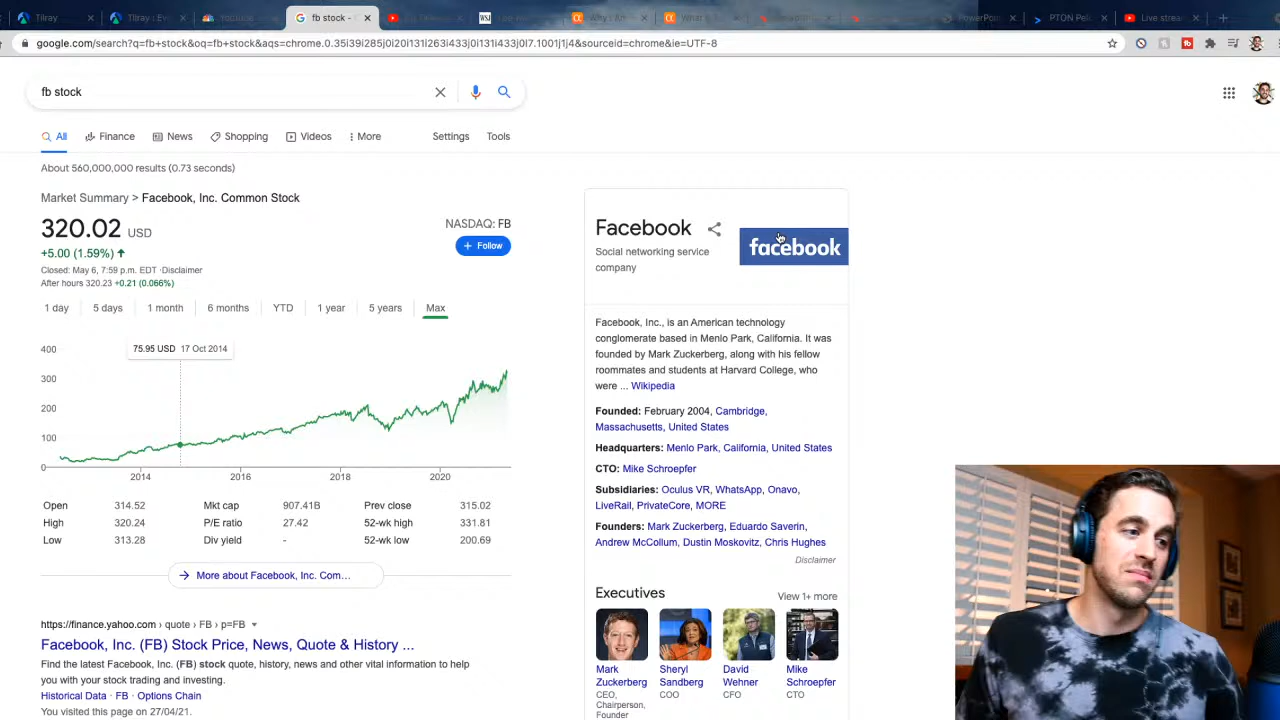 Tilray
Tilray : Eve
YouTube
fb stock -
WSJ
Why
What i
PowerPo
PTON Pel
Live strea
google.com/search?q=fb+stock&oq=fb+stock&aqs=chrome.0.35i39i285j0i20i131i263i433j0i131i433j0l7.1001j1j4&sourceid=chrome&ie=UTF-8
fb stock
All
Finance
News
Shopping
Videos
More
Settings
Tools
About 560,000,000 results (0.73 seconds)
Market Summary > Facebook, Inc. Common Stock
320.02 USD
NASDAQ: FB
+5.00 (1.59%)
+ Follow
Closed: May 6, 7:59 p.m. EDT · Disclaimer
After hours 320.23 +0.21 (0.066%)
1 day
5 days
1 month
6 months
YTD
1 year
5 years
Max
75.95 USD 17 Oct 2014
400
300
200
100
0
2014
2016
2018
2020
Open 314.52 Mkt cap 907.41B Prev close 315.02
High 320.24 P/E ratio 27.42 52-wk high 331.81
Low 313.28 Div yield - 52-wk low 200.69
More about Facebook, Inc. Com…
https://finance.yahoo.com › quote › FB › p=FB
Facebook, Inc. (FB) Stock Price, News, Quote & History ...
Find the latest Facebook, Inc. (FB) stock quote, history, news and other vital information to help
you with your stock trading and investing.
Historical Data · FB · Options Chain
You visited this page on 27/04/21.
Facebook
facebook
Social networking service
company
Facebook, Inc., is an American technology
conglomerate based in Menlo Park, California. It was
founded by Mark Zuckerberg, along with his fellow
roommates and students at Harvard College, who
were ... Wikipedia
Founded: February 2004, Cambridge,
Massachusetts, United States
Headquarters: Menlo Park, California, United States
CTO: Mike Schroepfer
Subsidiaries: Oculus VR, WhatsApp, Onavo,
LiveRail, PrivateCore, MORE
Founders: Mark Zuckerberg, Eduardo Saverin,
Andrew McCollum, Dustin Moskovitz, Chris Hughes
Disclaimer
Executives
View 1+ more
Mark
Zuckerberg
CEO,
Chairperson,
Founder
Sheryl
Sandberg
COO
David
Wehner
CFO
Mike
Schroepfer
CTO